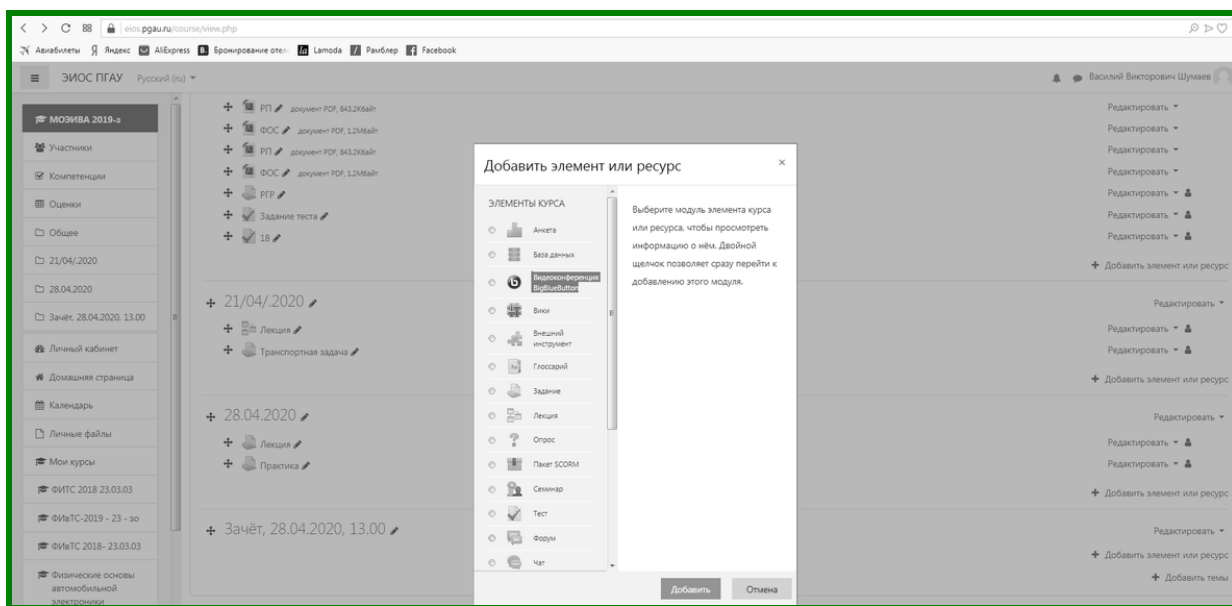 eios.pgau.ru/course/view.php
Авиабилеты Яндекс AliExpress Бронирование отел Lamoda Рамблер Facebook
ЭИОС ПГАУ Русский (ru) Василий Викторович Шумаев
МОЭИВА 2019-з
Участники
Компетенции
Оценки
Общее
21/04/.2020
28.04.2020
Зачёт, 28.04.2020, 13.00
Личный кабинет
Домашняя страница
Календарь
Личные файлы
Мои курсы
ФИТС 2018 23.03.03
ФИвТС-2019 - 23 - зо
ФИвТС 2018- 23.03.03
Физические основы
автомобильной
электроники
РП документ PDF, 843.2Кбайт Редактировать
ФОС документ PDF, 1.2Мбайт Редактировать
РП документ PDF, 843.2Кбайт Редактировать
ФОС документ PDF, 1.2Мбайт Редактировать
РГР Редактировать
Задание теста Редактировать
18 Редактировать
Добавить элемент или ресурс
21/04/.2020 Редактировать
Лекция Редактировать
Транспортная задача Редактировать
Добавить элемент или ресурс
28.04.2020 Редактировать
Лекция Редактировать
Практика Редактировать
Добавить элемент или ресурс
Зачёт, 28.04.2020, 13.00 Редактировать
Добавить элемент или ресурс
Добавить темы
Добавить элемент или ресурс ×
ЭЛЕМЕНТЫ КУРСА
Анкета
База данных
Видеоконференция
BigBlueButton
Вики
Внешний
инструмент
Глоссарий
Задание
Лекция
Опрос
Пакет SCORM
Семинар
Тест
Форум
Чат
Выберите модуль элемента курса
или ресурса, чтобы просмотреть
информацию о нём. Двойной
щелчок позволяет сразу перейти к
добавлению этого модуля.
Добавить Отмена